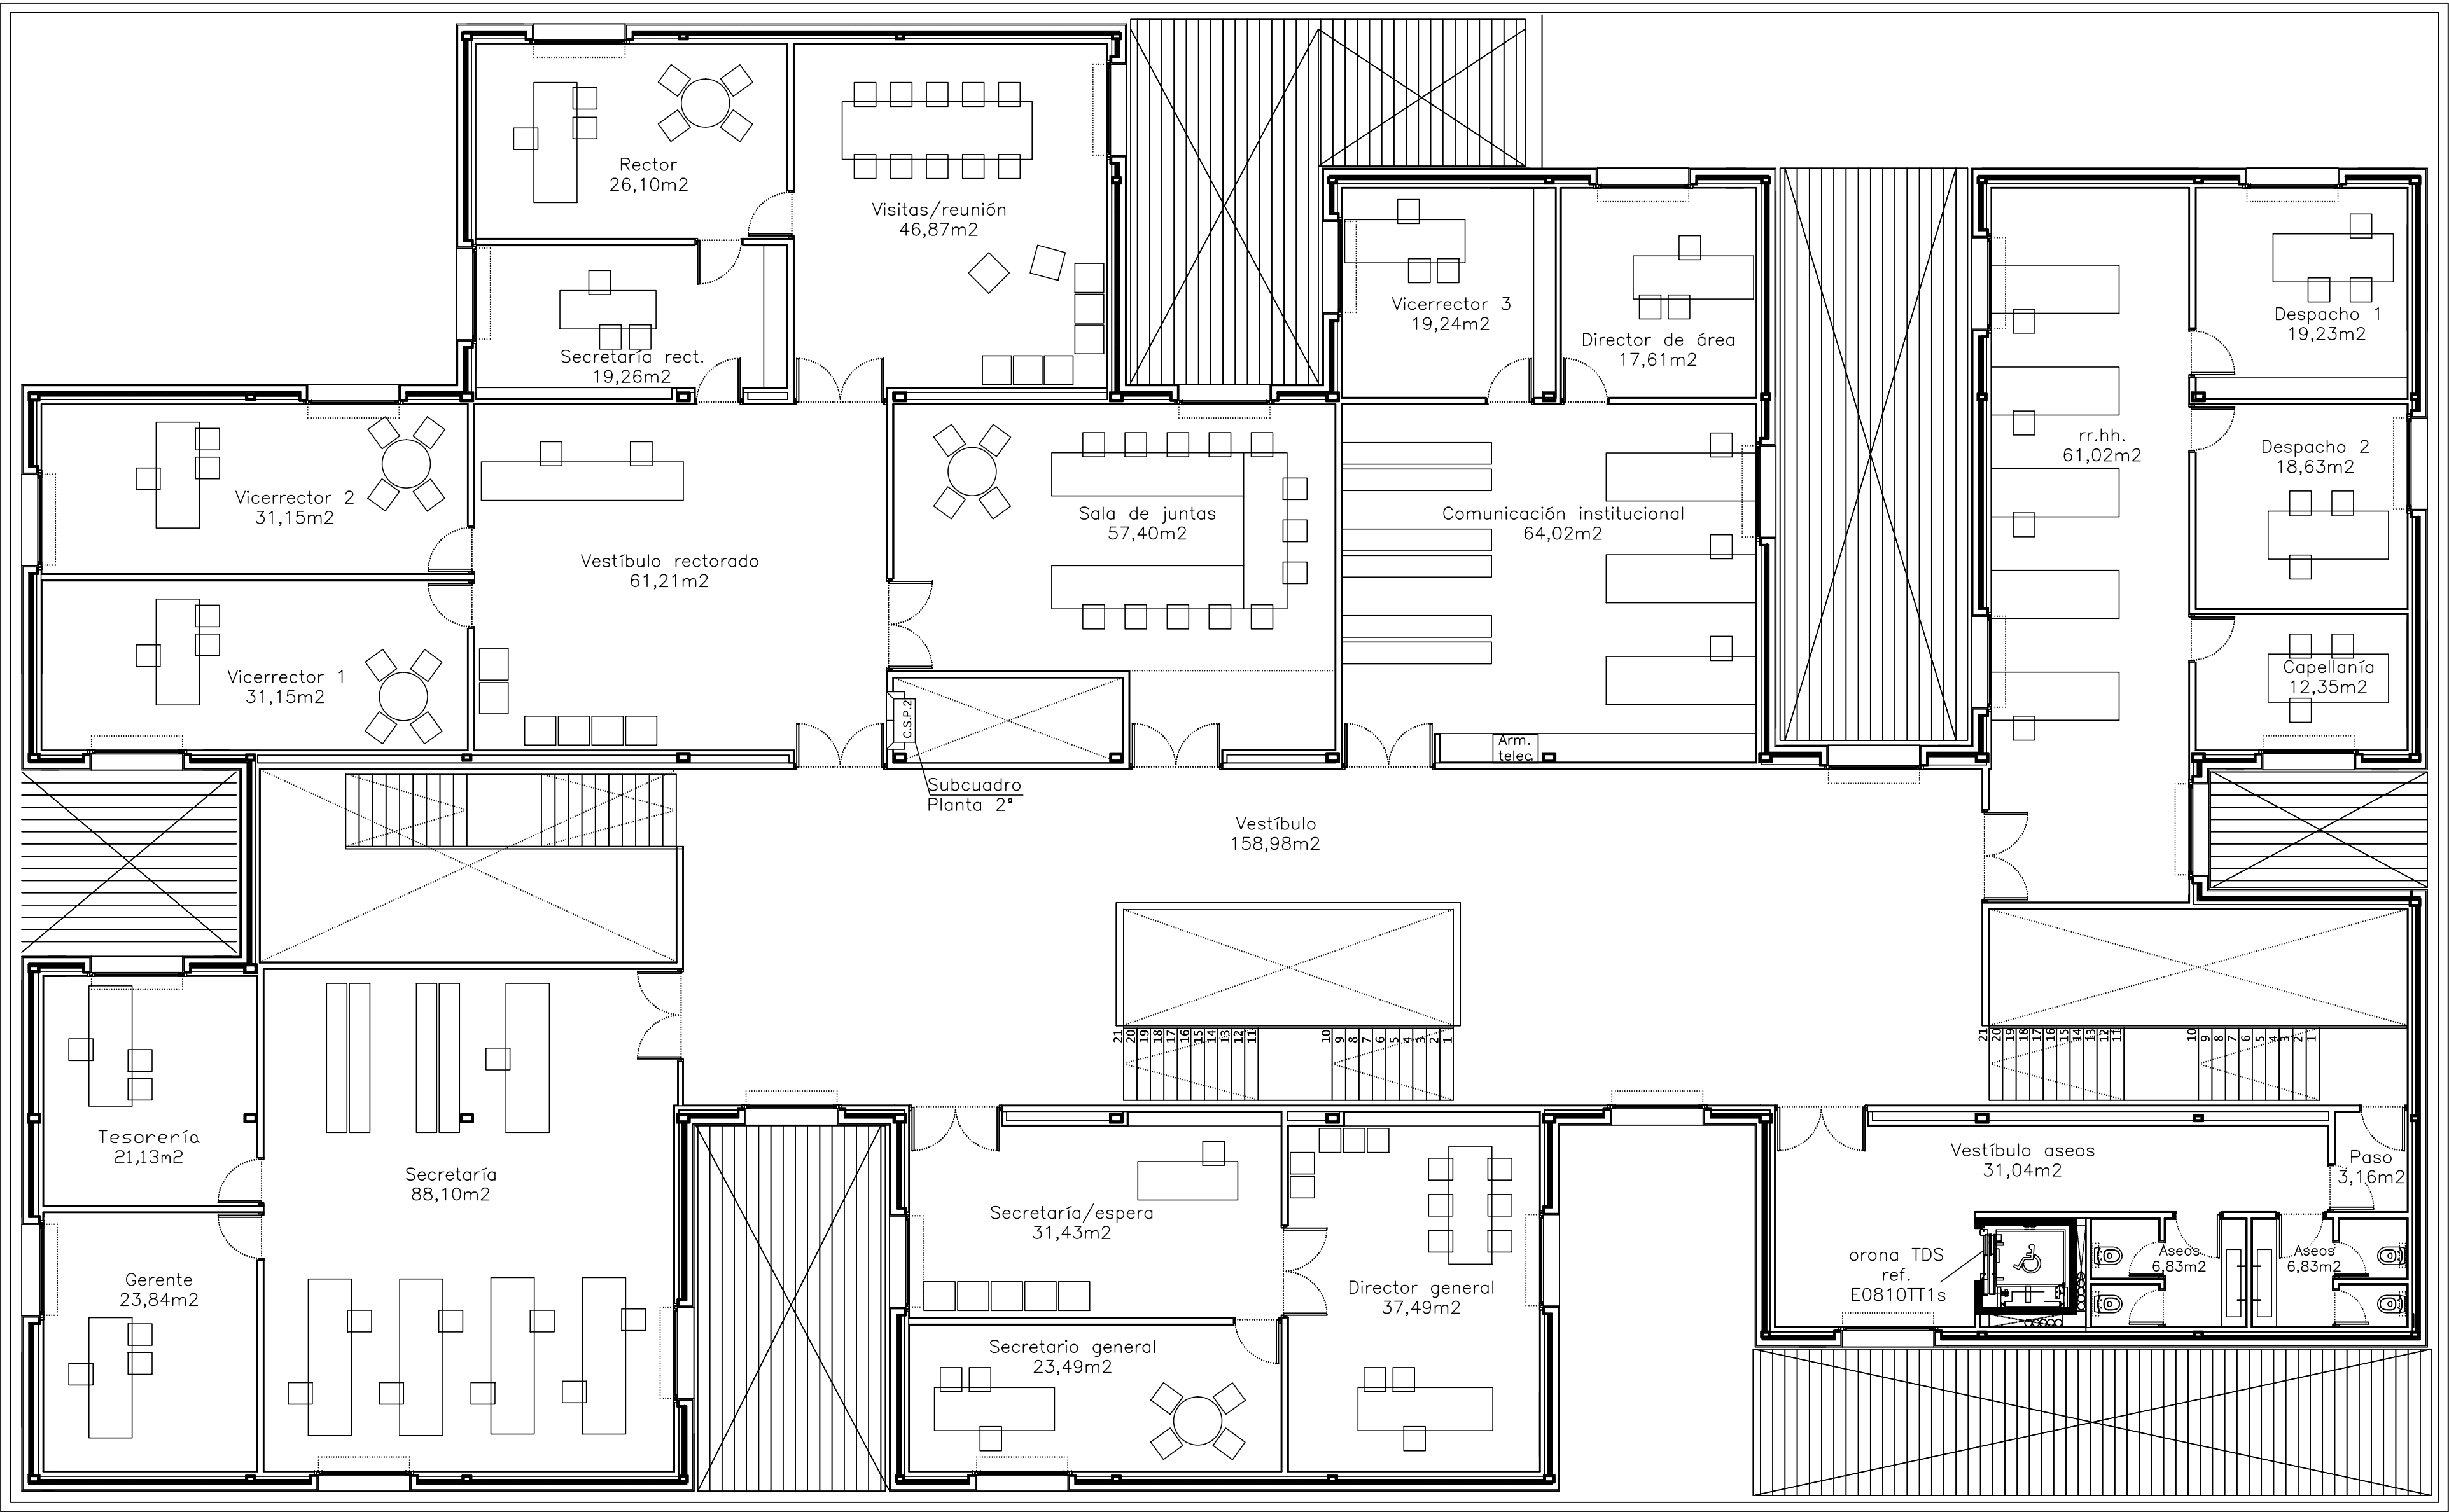 Rector
26,10m2
Visitas/reunión
46,87m2
Secretaría rect.
19,26m2
Vicerrector 3
19,24m2
Director de área
17,61m2
Despacho 1
19,23m2
Vicerrector 2
31,15m2
Vestíbulo rectorado
61,21m2
Sala de juntas
57,40m2
Comunicación institucional
64,02m2
rr.hh.
61,02m2
Despacho 2
18,63m2
Vicerrector 1
31,15m2
Capellanía
12,35m2
C.S.P.2
Arm.
telec.
Subcuadro
Planta 2ª
Vestíbulo
158,98m2
21 20 19 18 17 16 15 14 13 12 11 10 9 8 7 6 5 4 3 2 1
21 20 19 18 17 16 15 14 13 12 11 10 9 8 7 6 5 4 3 2 1
Tesorería
21,13m2
Secretaría
88,10m2
Secretaría/espera
31,43m2
Vestíbulo aseos
31,04m2
Paso
3,16m2
Gerente
23,84m2
Director general
37,49m2
orona TDS
ref.
E0810TT1s
Aseos
6,83m2
Aseos
6,83m2
Secretario general
23,49m2